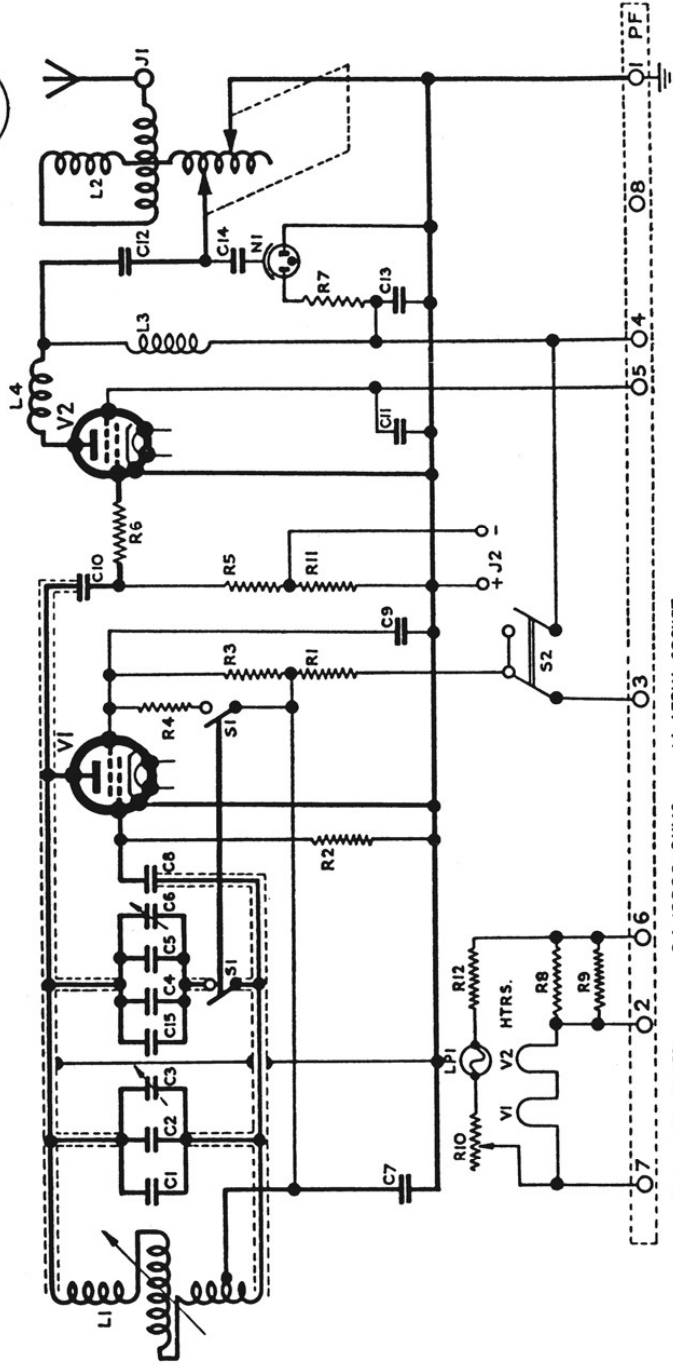 L1
C1
C2
C3
C15
C4
C5
C6
C8
S1
V1
R4
S1
R2
R3
R1
C9
C10
R6
R5
R11
J2
+
-
V2
L4
L3
C11
C12
L2
J1
C14
N1
R7
C13
C7
S2
R10
LP1
R12
V1
V2
HTRS.
R8
R9
7
2
6
3
5
4
8
1
PF